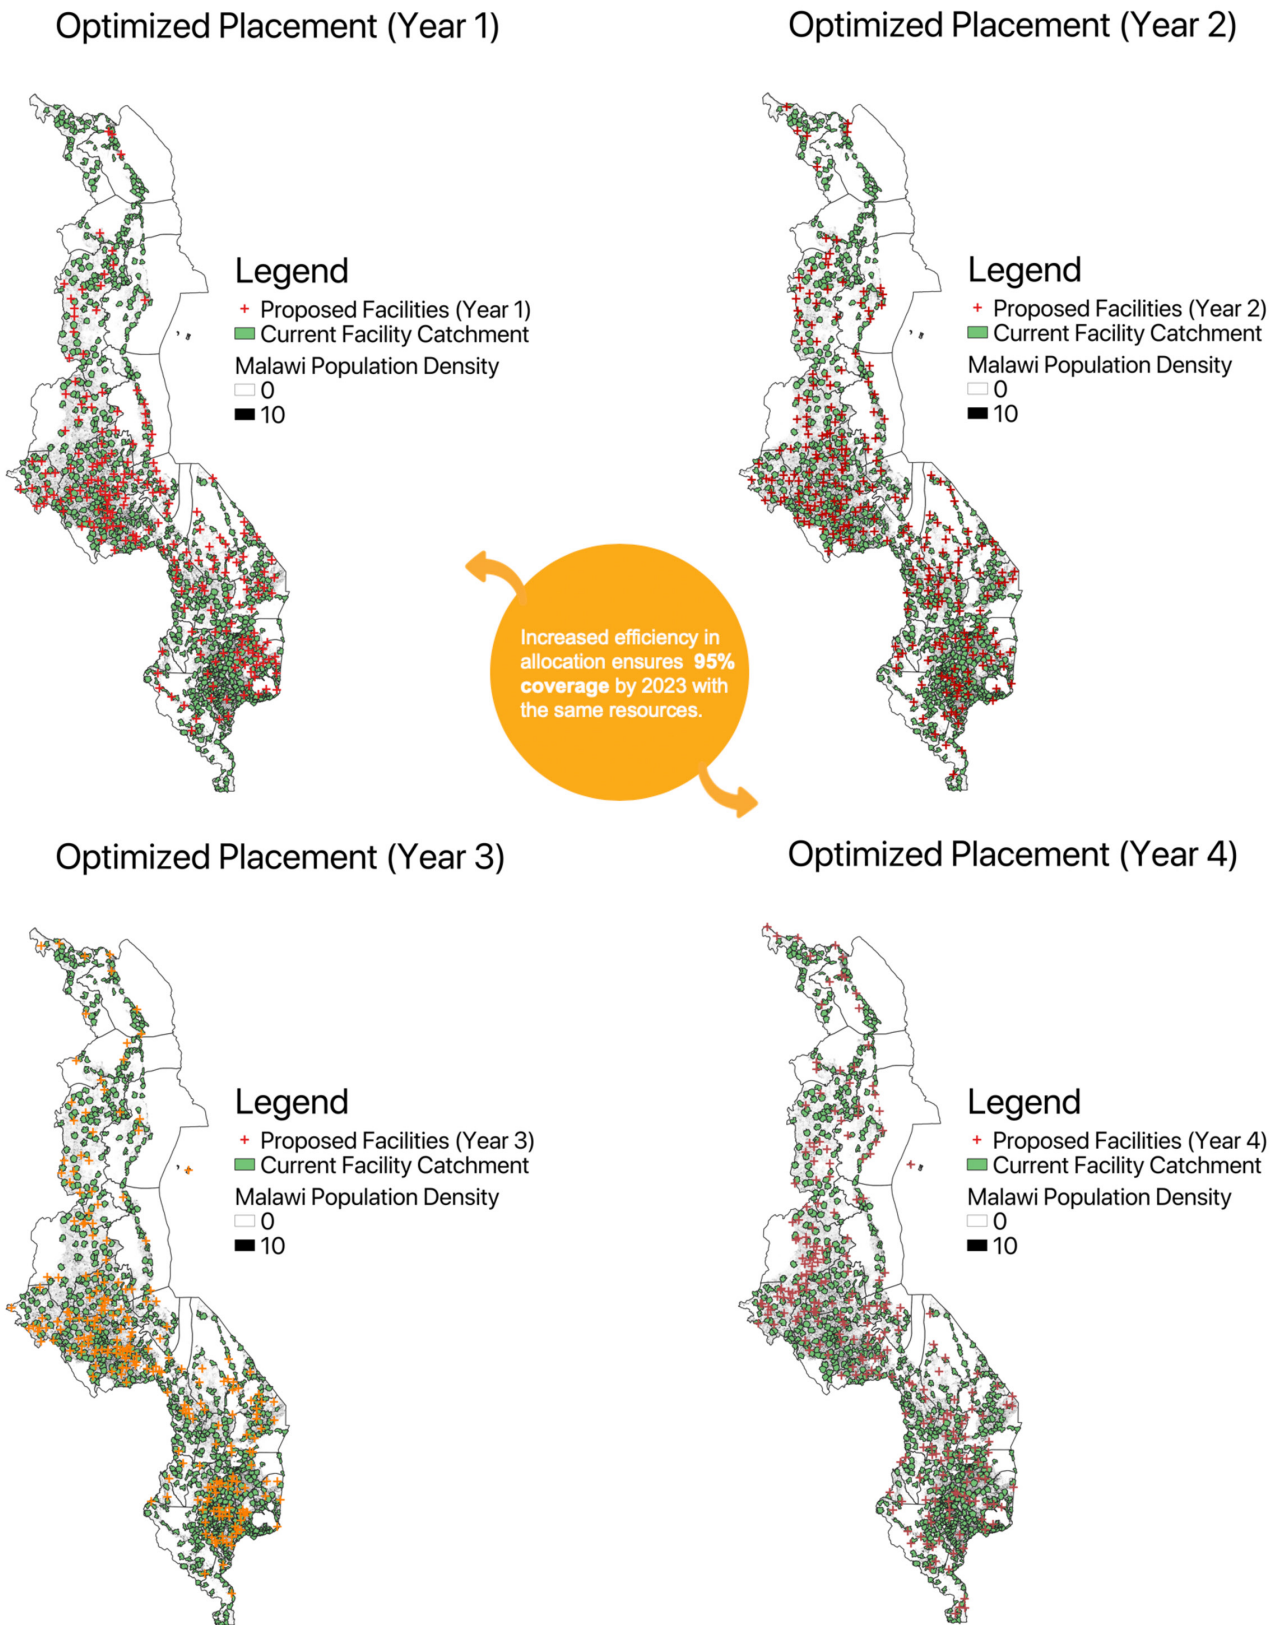 Optimized Placement (Year 1)
Legend
Proposed Facilities (Year 1)
Current Facility Catchment
Malawi Population Density
0
10
Optimized Placement (Year 2)
Legend
Proposed Facilities (Year 2)
Current Facility Catchment
Malawi Population Density
0
10
Increased efficiency in
allocation ensures 95%
coverage by 2023 with
the same resources.
Optimized Placement (Year 3)
Legend
Proposed Facilities (Year 3)
Current Facility Catchment
Malawi Population Density
0
10
Optimized Placement (Year 4)
Legend
Proposed Facilities (Year 4)
Current Facility Catchment
Malawi Population Density
0
10